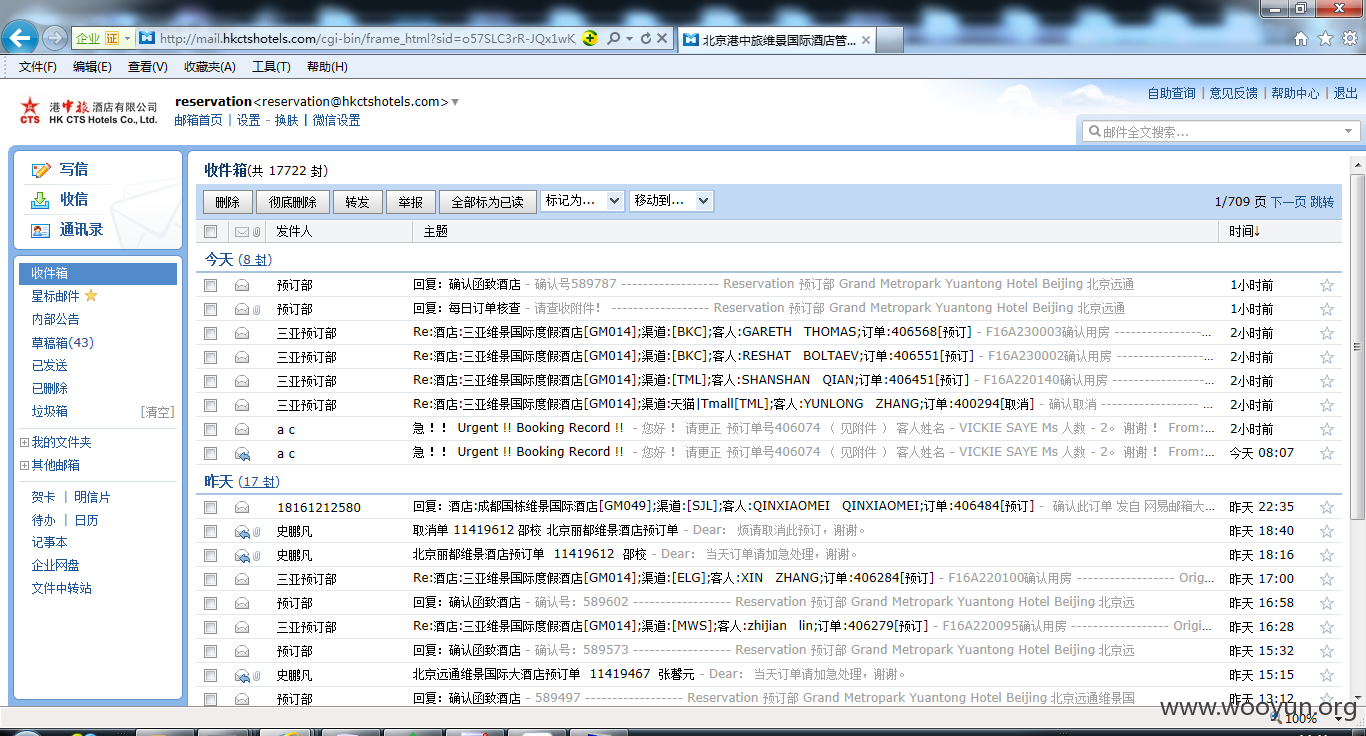 企业 证 http://mail.hkctshotels.com/cgi-bin/frame_html?sid=o57SLC3rR-JQx1wK 北京港中旅维景国际酒店管...
文件(F) 编辑(E) 查看(V) 收藏夹(A) 工具(T) 帮助(H)
CTS 港中旅酒店有限公司 HK CTS Hotels Co., Ltd.
reservation<reservation@hkctshotels.com>
邮箱首页 | 设置 - 换肤 | 微信设置
自助查询 | 意见反馈 | 帮助中心 | 退出
邮件全文搜索...
写信
收信
通讯录
收件箱
星标邮件
内部公告
草稿箱(43)
已发送
已删除
垃圾箱 [清空]
我的文件夹
其他邮箱
贺卡 | 明信片
待办 | 日历
记事本
企业网盘
文件中转站
收件箱(共 17722 封)
删除 彻底删除 转发 举报 全部标为已读 标记为... 移动到... 1/709 页 下一页 跳转
发件人 主题 时间↓
今天 (8 封)
预订部 回复：确认函致酒店 - 确认号589787 ------------------ Reservation 预订部 Grand Metropark Yuantong Hotel Beijing 北京远通 1小时前
预订部 回复：每日订单核查 - 请查收附件！ ------------------ Reservation 预订部 Grand Metropark Yuantong Hotel Beijing 北京远通 1小时前
三亚预订部 Re:酒店:三亚维景国际度假酒店[GM014];渠道:[BKC];客人:GARETH THOMAS;订单:406568[预订] - F16A230003确认用房 ----------------... 2小时前
三亚预订部 Re:酒店:三亚维景国际度假酒店[GM014];渠道:[BKC];客人:RESHAT BOLTAEV;订单:406551[预订] - F16A230002确认用房 ----------------... 2小时前
三亚预订部 Re:酒店:三亚维景国际度假酒店[GM014];渠道:[TML];客人:SHANSHAN QIAN;订单:406451[预订] - F16A220140确认用房 ----------------... 2小时前
三亚预订部 Re:酒店:三亚维景国际度假酒店[GM014];渠道:天猫|Tmall[TML];客人:YUNLONG ZHANG;订单:400294[取消] - 确认取消 ------------------ ... 2小时前
a c 急！！ Urgent !! Booking Record !! - 您好 ！ 请更正 预订单号406074 （ 见附件 ） 客人姓名 - VICKIE SAYE Ms 人数 - 2。谢谢 ！ From:... 2小时前
a c 急！！ Urgent !! Booking Record !! - 您好 ！ 请更正 预订单号406074 （ 见附件 ） 客人姓名 - VICKIE SAYE Ms 人数 - 2。谢谢 ！ From:... 今天 08:07
昨天 (17 封)
18161212580 回复：酒店:成都国栋维景国际酒店[GM049];渠道:[SJL];客人:QINXIAOMEI QINXIAOMEI;订单:406484[预订] - 确认此订单 发自 网易邮箱大... 昨天 22:35
史鹏凡 取消单 11419612 邵校 北京丽都维景酒店预订单 - Dear： 烦请取消此预订，谢谢。 昨天 18:40
史鹏凡 北京丽都维景酒店预订单 11419612 邵校 - Dear： 当天订单请加急处理，谢谢。 昨天 18:16
三亚预订部 Re:酒店:三亚维景国际度假酒店[GM014];渠道:[ELG];客人:XIN ZHANG;订单:406284[预订] - F16A220100确认用房 ------------------ Orig... 昨天 17:00
预订部 回复：确认函致酒店 - 确认号：589602 ------------------ Reservation 预订部 Grand Metropark Yuantong Hotel Beijing 北京远 昨天 16:58
三亚预订部 Re:酒店:三亚维景国际度假酒店[GM014];渠道:[MWS];客人:zhijian lin;订单:406279[预订] - F16A220095确认用房 ------------------ Origi... 昨天 16:28
预订部 回复：确认函致酒店 - 确认号：589573 ------------------ Reservation 预订部 Grand Metropark Yuantong Hotel Beijing 北京远 昨天 15:32
史鹏凡 北京远通维景国际大酒店预订单 11419467 张馨元 - Dear： 当天订单请加急处理，谢谢。 昨天 15:15
预订部 回复：确认函致酒店 - 589497 ------------------ Reservation 预订部 Grand Metropark Yuantong Hotel Beijing 北京远通维景国 昨天 13:12
www.wooyun.org
100%